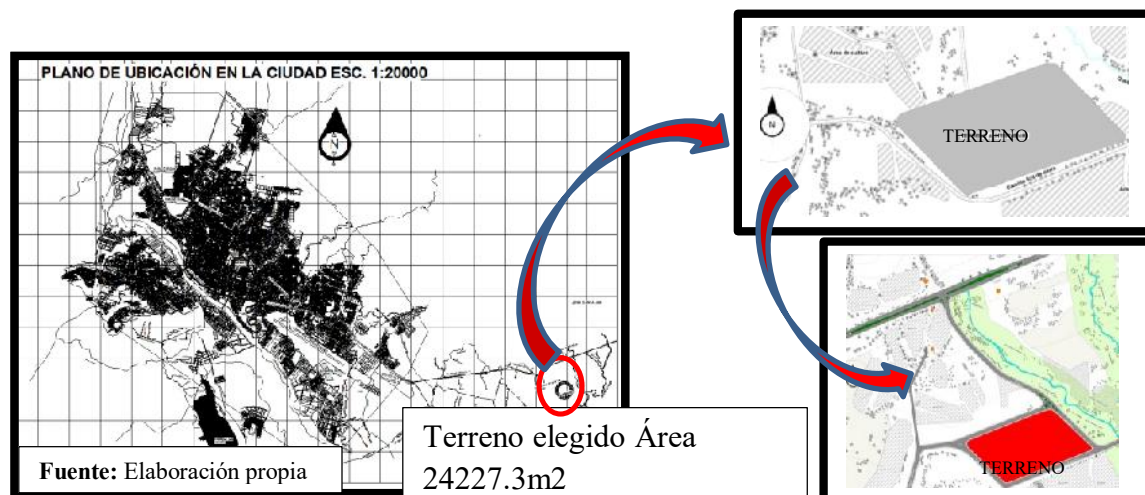 PLANO DE UBICACIÓN EN LA CIUDAD ESC. 1:20000
N
Fuente: Elaboración propia
Terreno elegido Área
24227.3m2
N
TERRENO
TERRENO